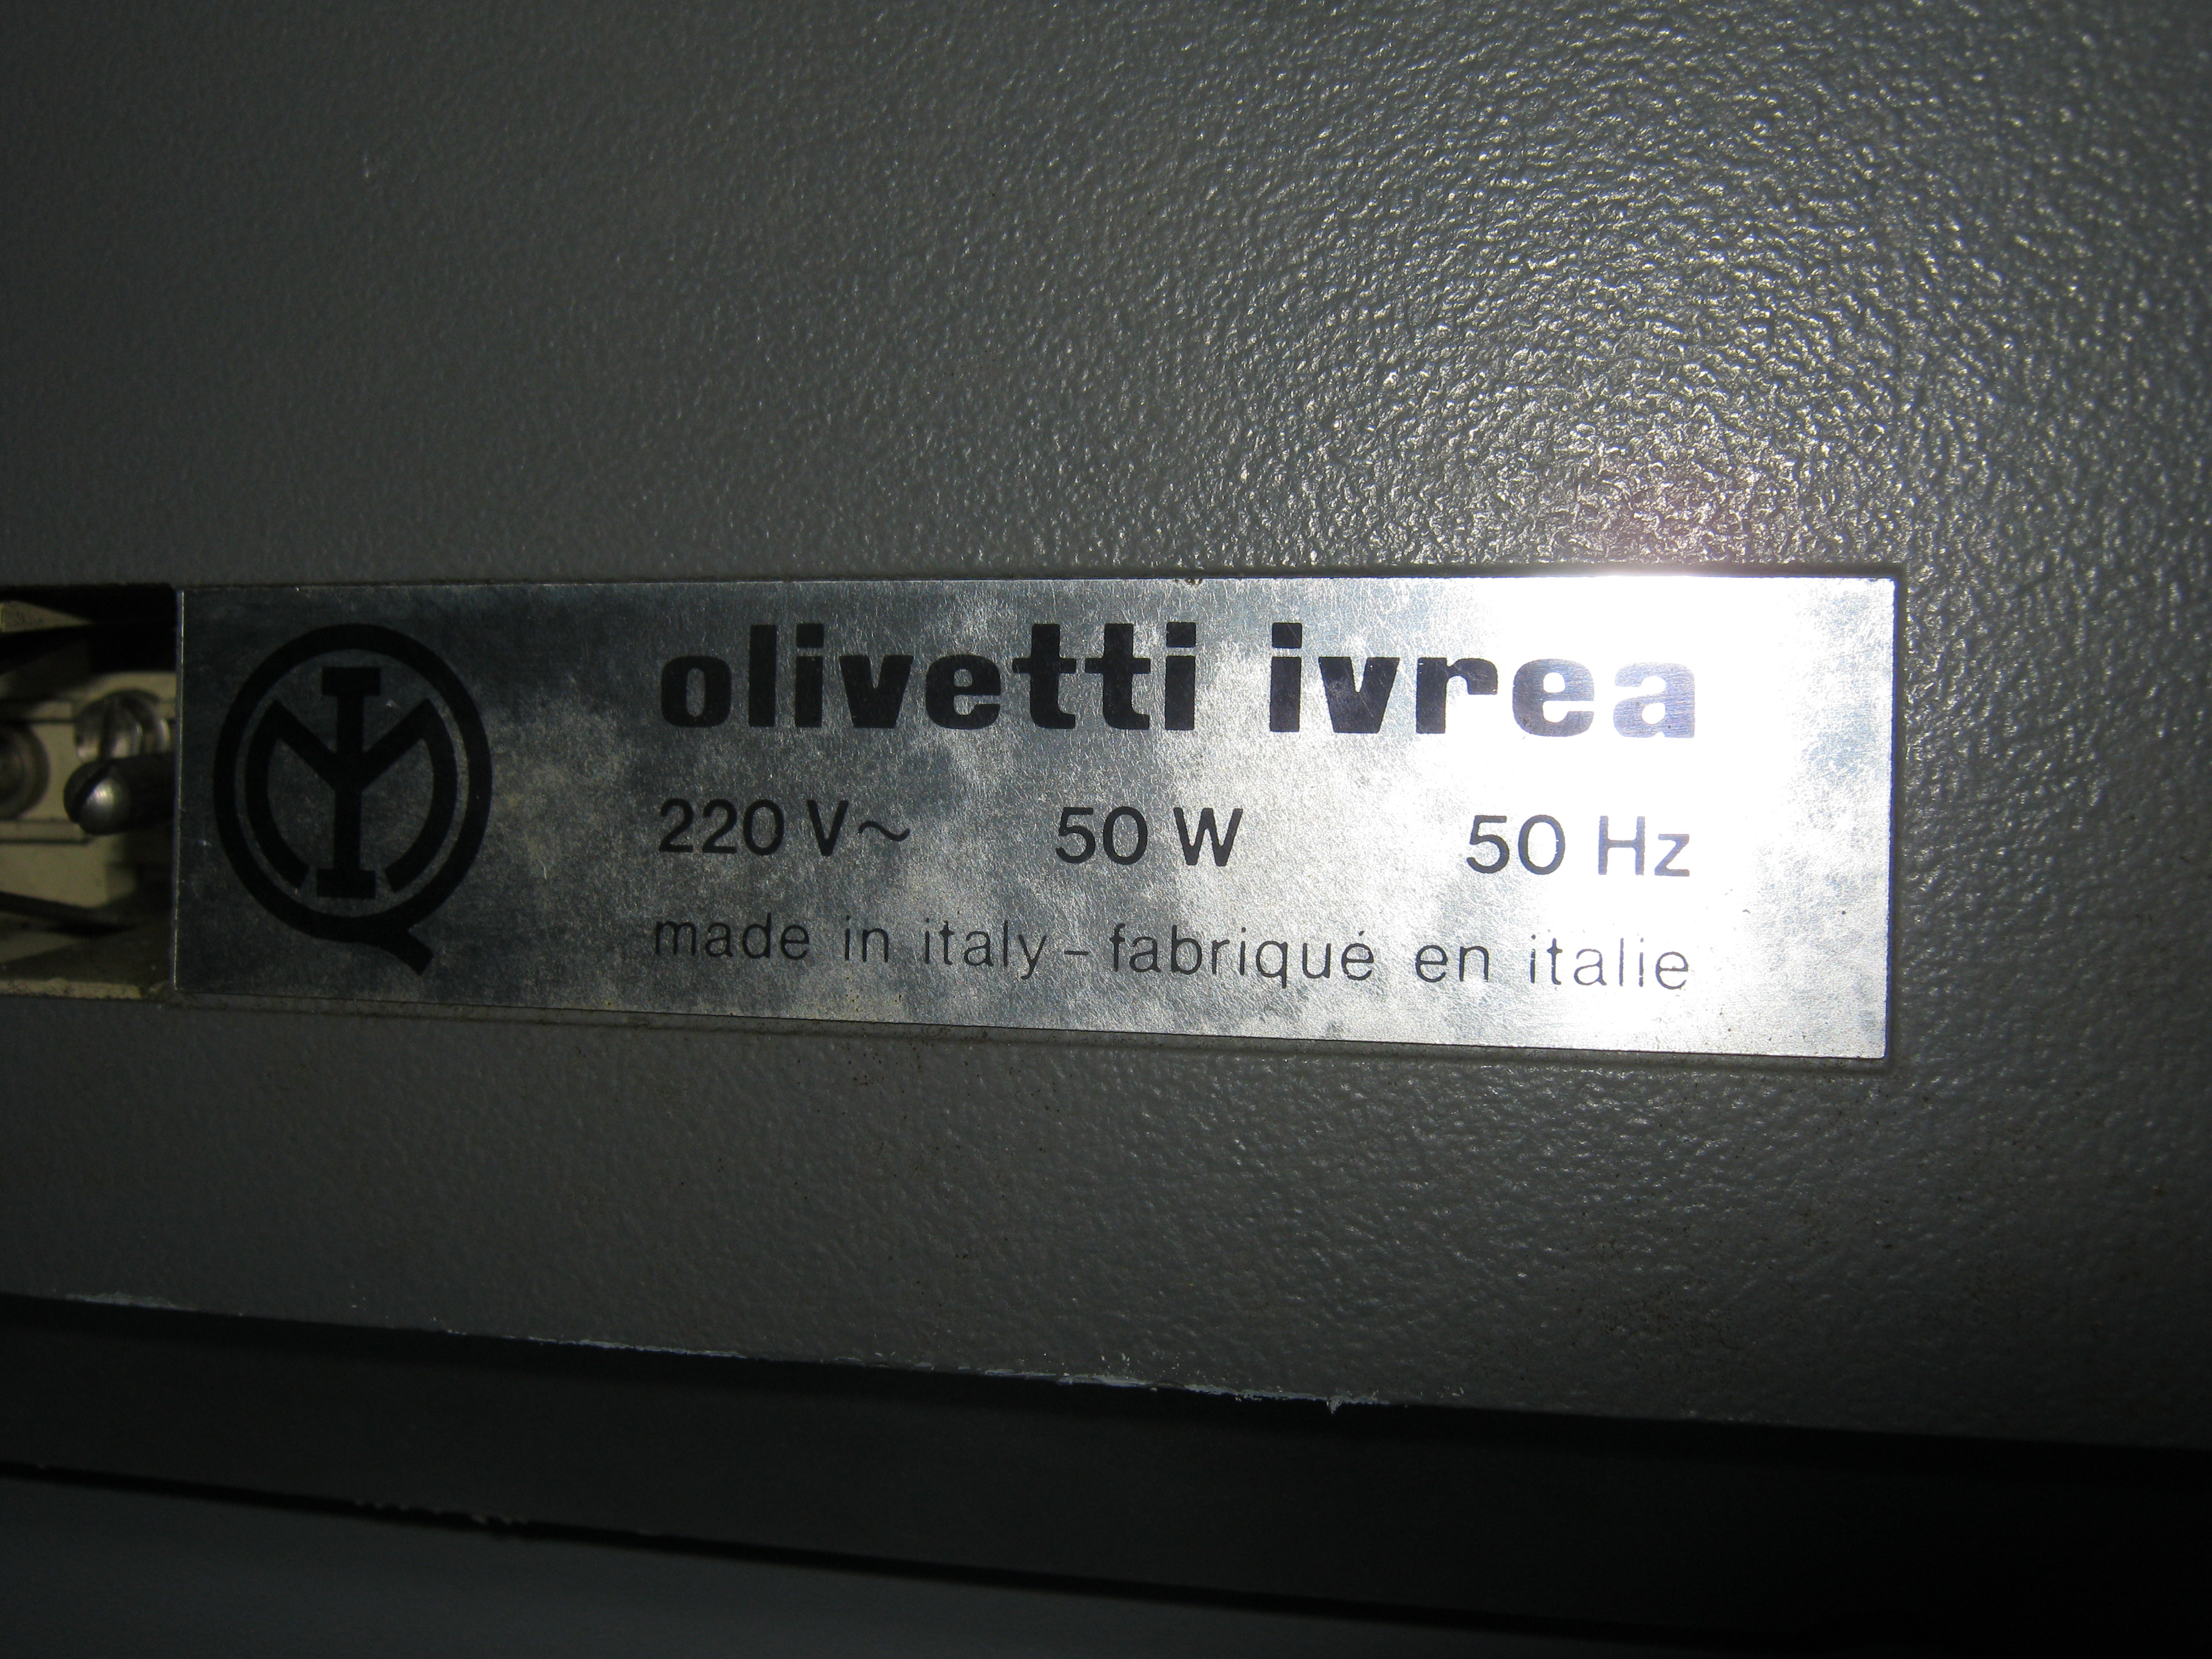 olivetti ivrea
220 V~ 50 W 50 Hz
made in italy – fabriqué en italie